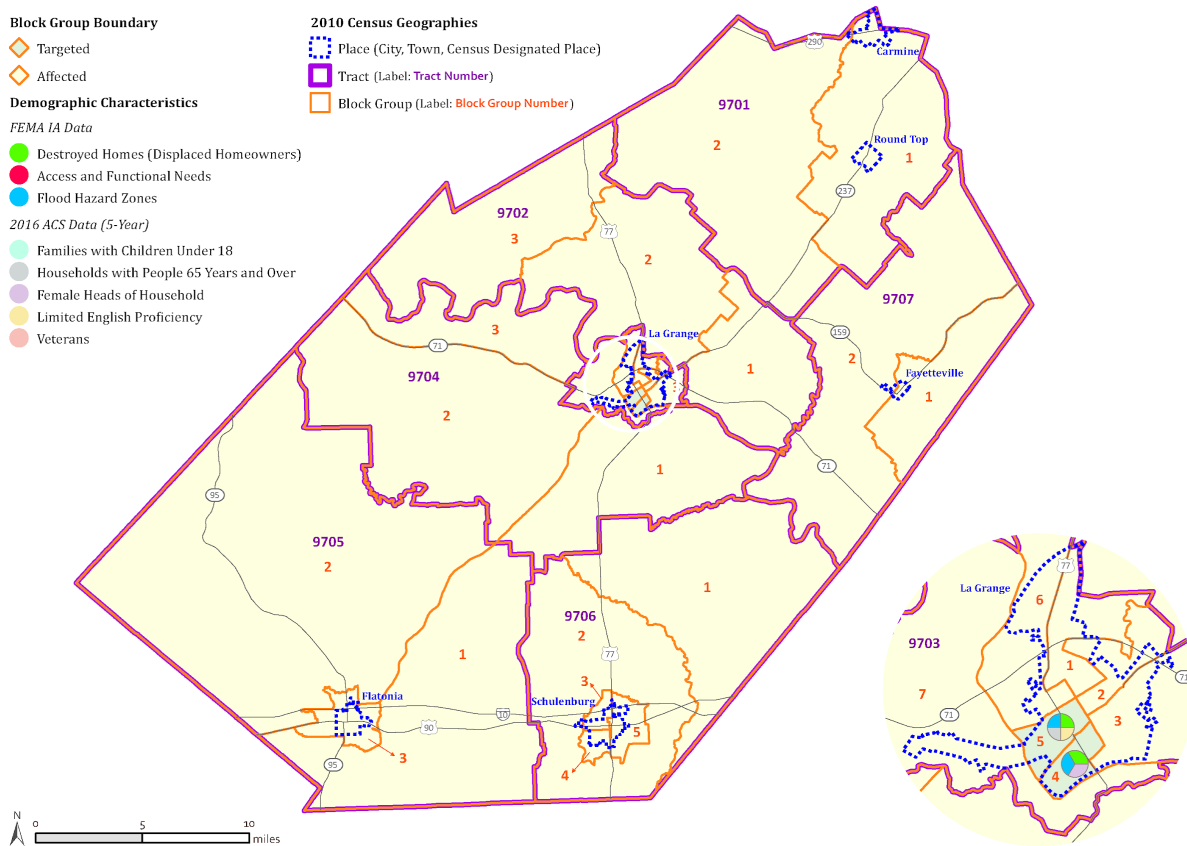 Block Group Boundary
Targeted
Affected
Demographic Characteristics
FEMA IA Data
Destroyed Homes (Displaced Homeowners)
Access and Functional Needs
Flood Hazard Zones
2016 ACS Data (5-Year)
Families with Children Under 18
Households with People 65 Years and Over
Female Heads of Household
Limited English Proficiency
Veterans
2010 Census Geographies
Place (City, Town, Census Designated Place)
Tract (Label: Tract Number)
Block Group (Label: Block Group Number)
290
Carmine
9701
2
Round Top
1
237
9702
3
77
2
9707
3
71
La Grange
159
2
9704
1
Fayetteville
1
2
71
1
95
9705
2
1
9706
2
77
1
3
Flatonia
Schulenburg
10
90
5
3
4
95
La Grange
77
6
9703
1
7
2
71
71
3
5
4
N
0
5
10
miles